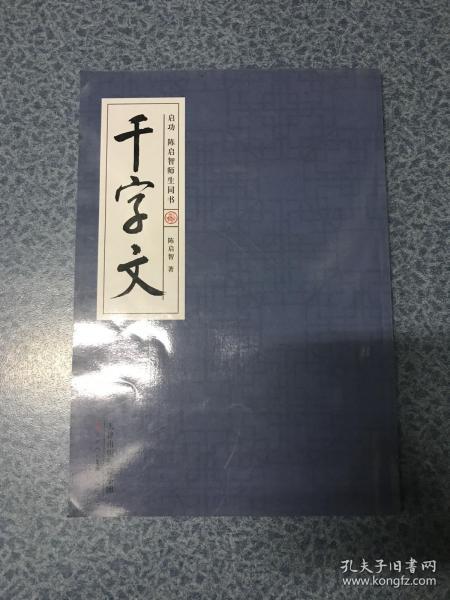 千字文
启功 陈启智师生同书
陈启智 著
孔夫子旧书网
www.kongfz.com